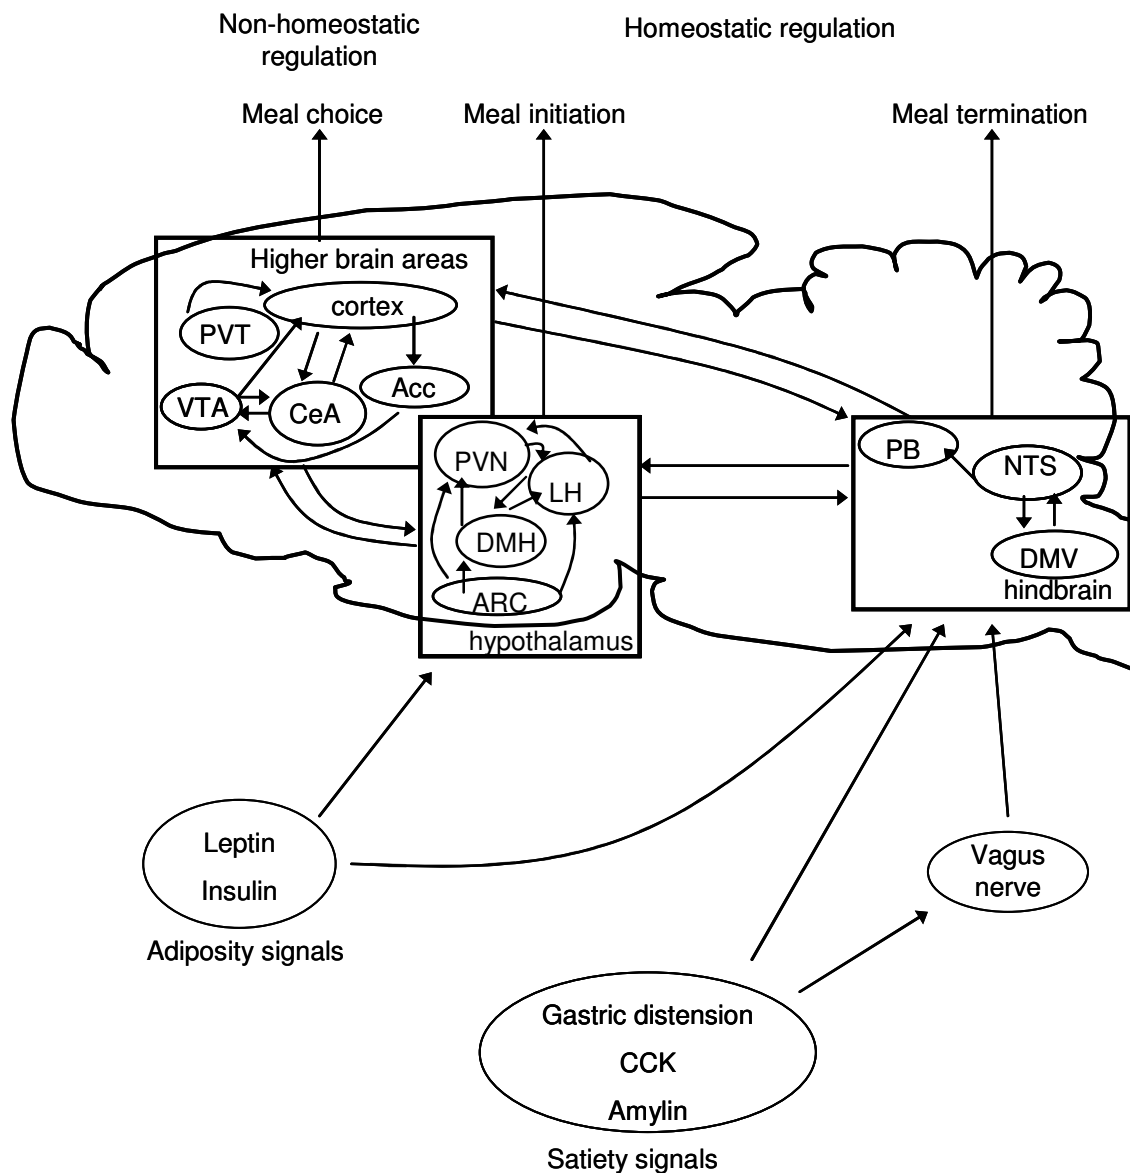 Non-homeostatic
regulation
Homeostatic regulation
Meal choice
Meal initiation
Meal termination
Higher brain areas
cortex
PVT
VTA
CeA
Acc
PVN
LH
DMH
ARC
hypothalamus
PB
NTS
DMV
hindbrain
Leptin
Insulin
Adiposity signals
Vagus
nerve
Gastric distension
CCK
Amylin
Satiety signals